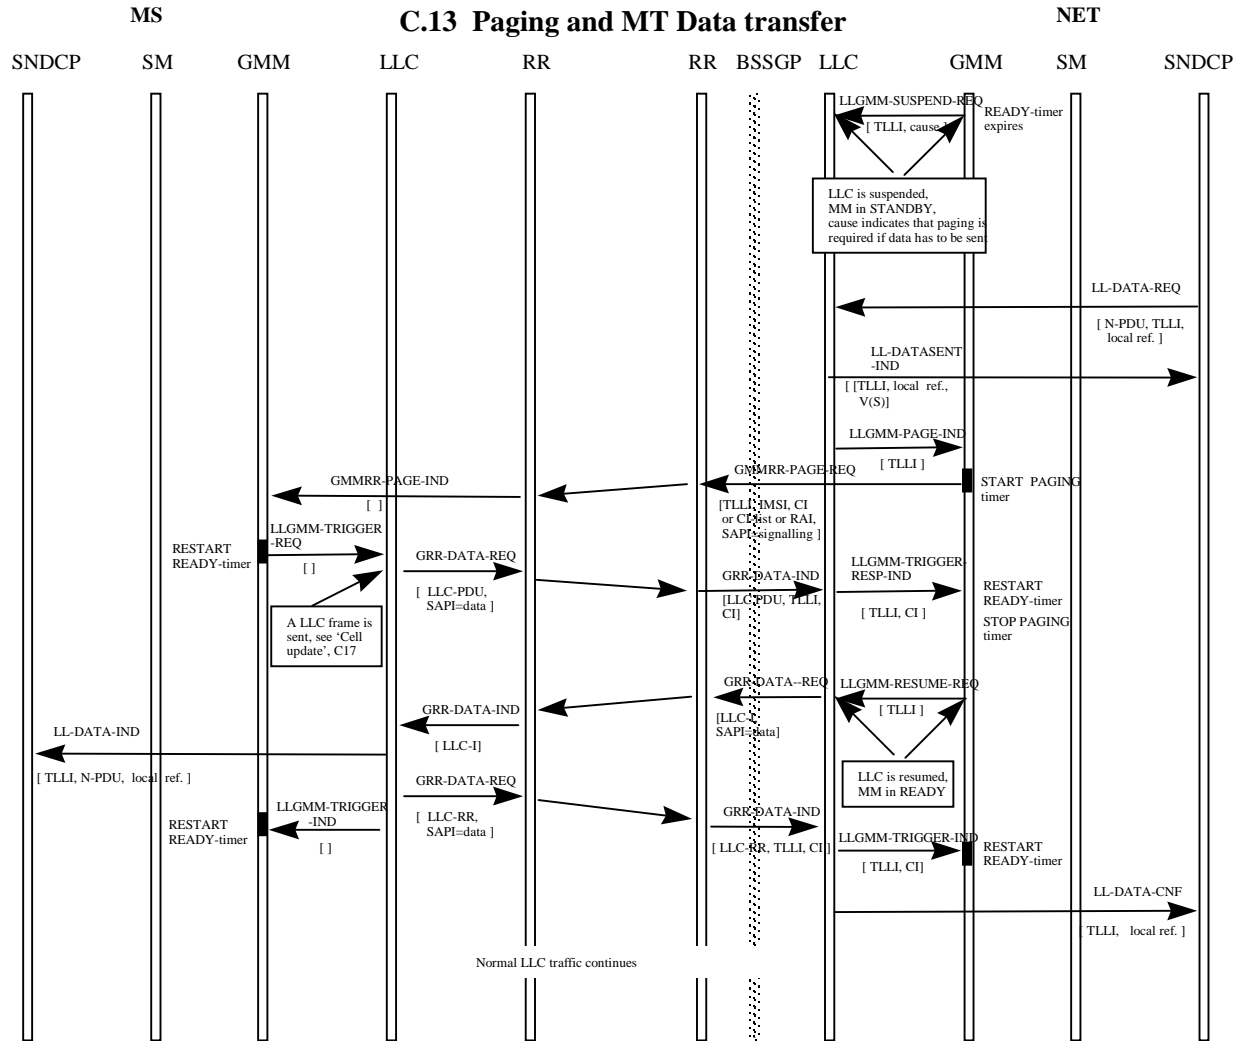 MS
C.13 Paging and MT Data transfer
NET
SNDCP SM GMM LLC RR RR BSSGP LLC GMM SM SNDCP
LLGMM-SUSPEND-REQ
[ TLLI, cause ]
READY-timer
expires
LLC is suspended,
MM in STANDBY,
cause indicates that paging is
required if data has to be sent
LL-DATA-REQ
[ N-PDU, TLLI,
local ref. ]
LL-DATASENT
-IND
[ [TLLI, local ref.,
V(S)]
LLGMM-PAGE-IND
[ TLLI ]
GMMRR-PAGE-REQ
START PAGING
timer
[TLLI, IMSI, CI
or CI-list or RAI,
SAPI=signalling ]
GMMRR-PAGE-IND
[ ]
LLGMM-TRIGGER
-REQ
[ ]
RESTART
READY-timer
GRR-DATA-REQ
[ LLC-PDU,
SAPI=data ]
GRR-DATA-IND
[LLC-PDU, TLLI,
CI]
LLGMM-TRIGGER-
RESP-IND
[ TLLI, CI ]
RESTART
READY-timer
STOP PAGING
timer
A LLC frame is
sent, see ‘Cell
update’, C17
LLGMM-RESUME-REQ
[ TLLI ]
GRR-DATA--REQ
[LLC-I,
SAPI=data]
GRR-DATA-IND
[ LLC-I]
LL-DATA-IND
[ TLLI, N-PDU, local ref. ]
LLC is resumed,
MM in READY
GRR-DATA-REQ
[ LLC-RR,
SAPI=data ]
LLGMM-TRIGGER
-IND
[ ]
RESTART
READY-timer
GRR-DATA-IND
[ LLC-RR, TLLI, CI ]
LLGMM-TRIGGER-IND
[ TLLI, CI]
RESTART
READY-timer
LL-DATA-CNF
[ TLLI, local ref. ]
Normal LLC traffic continues